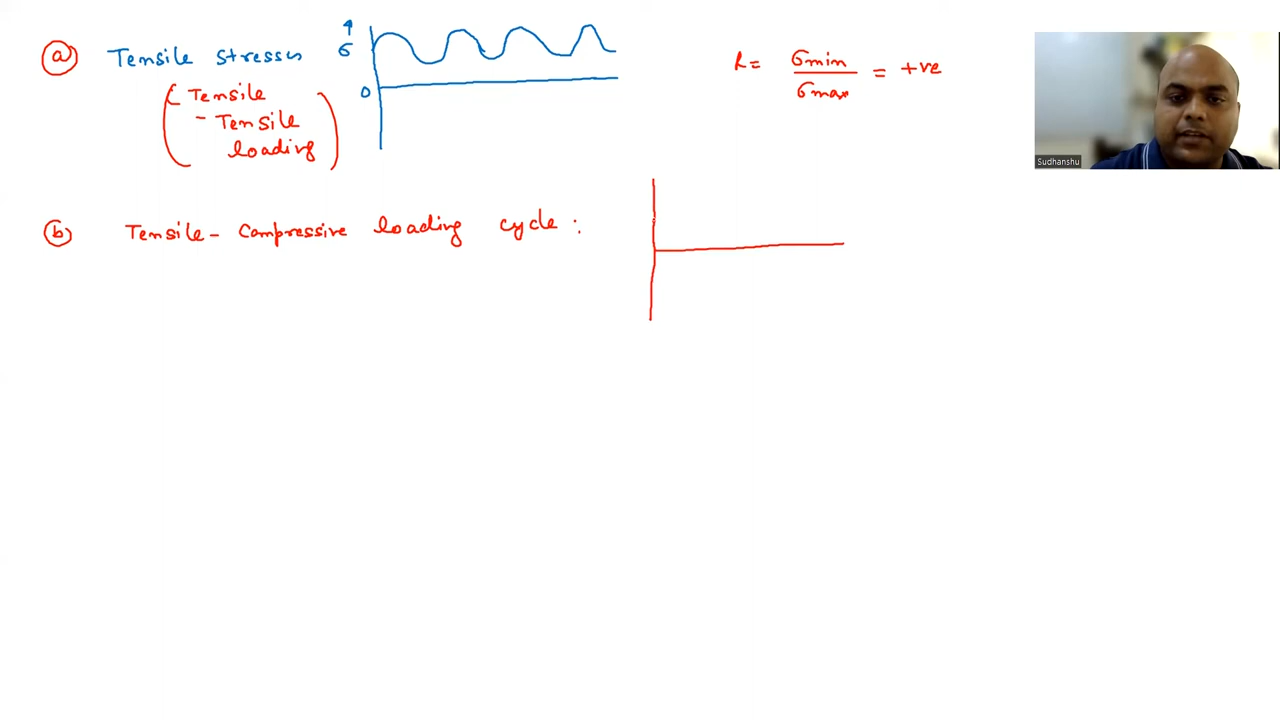 a Tensile stresses
σ
0
( Tensile
- Tensile
loading )
R = σmin / σmax = +ve
Sudhanshu
b Tensile - Compressive loading cycle :